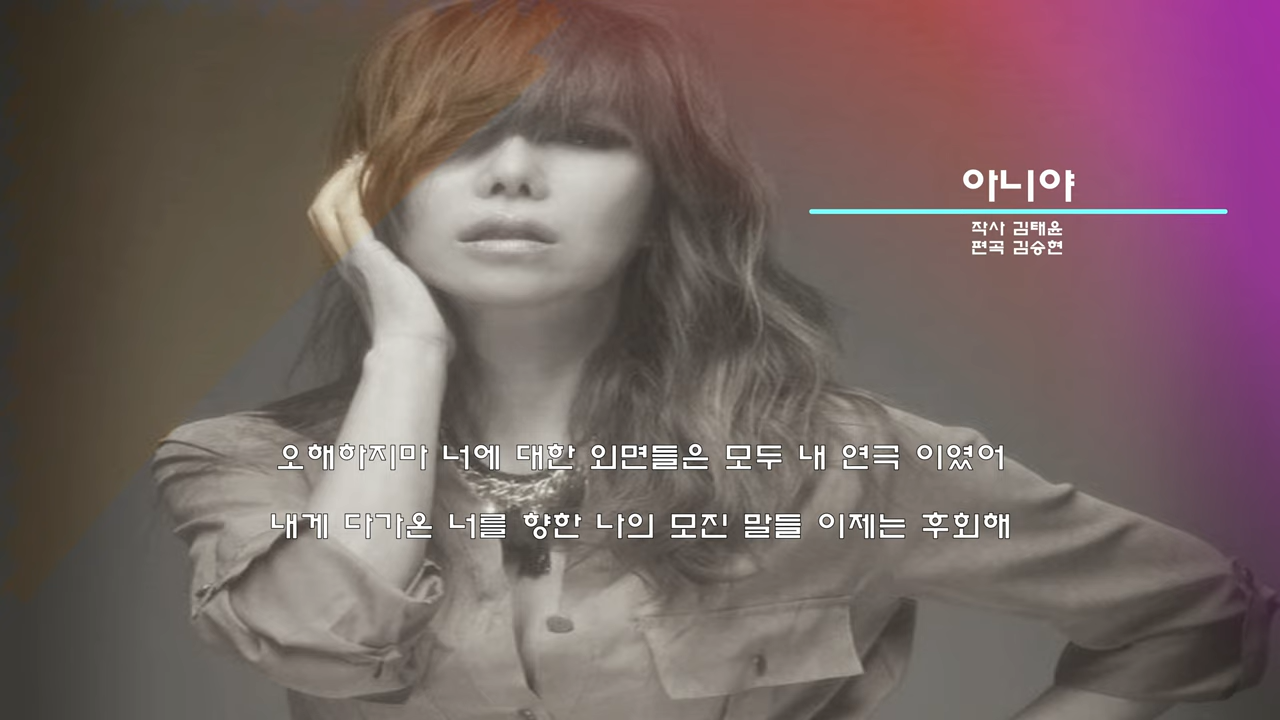 아니야
작사 김태윤
편곡 김승현
오해하지마 너에 대한 외면들은 모두 내 연극 이였어
내게 다가온 너를 향한 나의 모진 말들 이제는 후회해